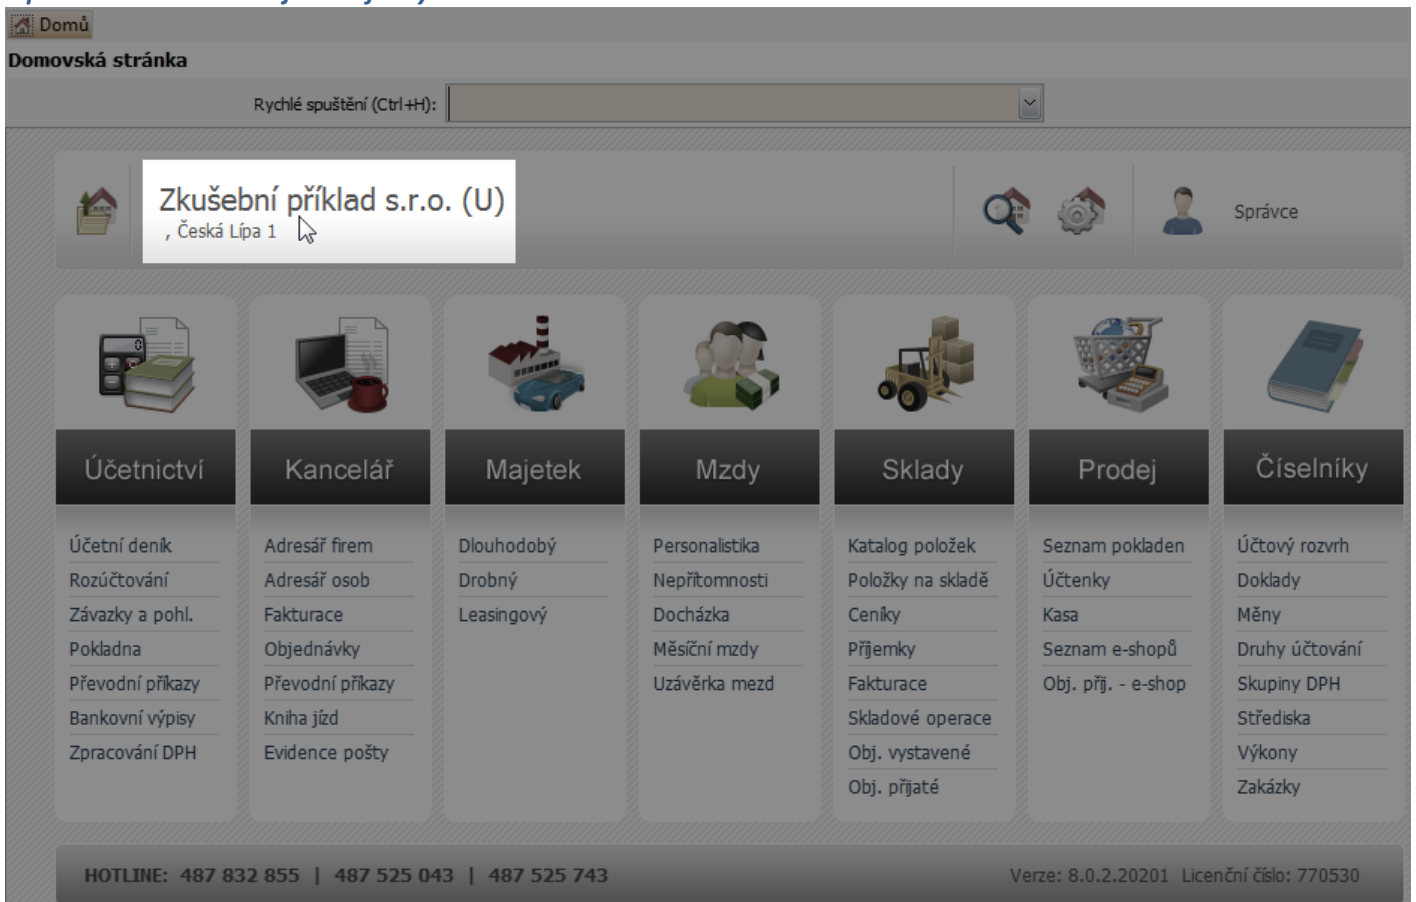 Domů
Domovská stránka
Rychlé spuštění (Ctrl+H):
Zkušební příklad s.r.o. (U)
, Česká Lípa 1
Správce
Účetnictví
Účetní deník
Rozúčtování
Závazky a pohl.
Pokladna
Převodní příkazy
Bankovní výpisy
Zpracování DPH
Kancelář
Adresář firem
Adresář osob
Fakturace
Objednávky
Převodní příkazy
Kniha jízd
Evidence pošty
Majetek
Dlouhodobý
Drobný
Leasingový
Mzdy
Personalistika
Nepřítomnosti
Docházka
Měsíční mzdy
Uzávěrka mezd
Sklady
Katalog položek
Položky na skladě
Ceníky
Příjemky
Fakturace
Skladové operace
Obj. vystavené
Obj. přijaté
Prodej
Seznam pokladen
Účtenky
Kasa
Seznam e-shopů
Obj. přij. - e-shop
Číselníky
Účtový rozvrh
Doklady
Měny
Druhy účtování
Skupiny DPH
Střediska
Výkony
Zakázky
HOTLINE: 487 832 855 | 487 525 043 | 487 525 743
Verze: 8.0.2.20201 Licenční číslo: 770530